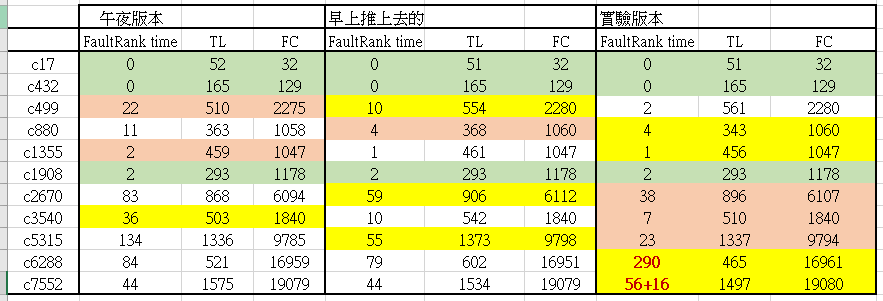 午夜版本 早上推上去的 實驗版本
FaultRank time TL FC FaultRank time TL FC FaultRank time TL FC
c17 0 52 32 0 51 32 0 51 32
c432 0 165 129 0 165 129 0 165 129
c499 22 510 2275 10 554 2280 2 561 2280
c880 11 363 1058 4 368 1060 4 343 1060
c1355 2 459 1047 1 461 1047 1 456 1047
c1908 2 293 1178 2 293 1178 2 293 1178
c2670 83 868 6094 59 906 6112 38 896 6107
c3540 36 503 1840 10 542 1840 7 510 1840
c5315 134 1336 9785 55 1373 9798 23 1337 9794
c6288 84 521 16959 79 602 16951 290 465 16961
c7552 44 1575 19079 44 1534 19079 56+16 1497 19080